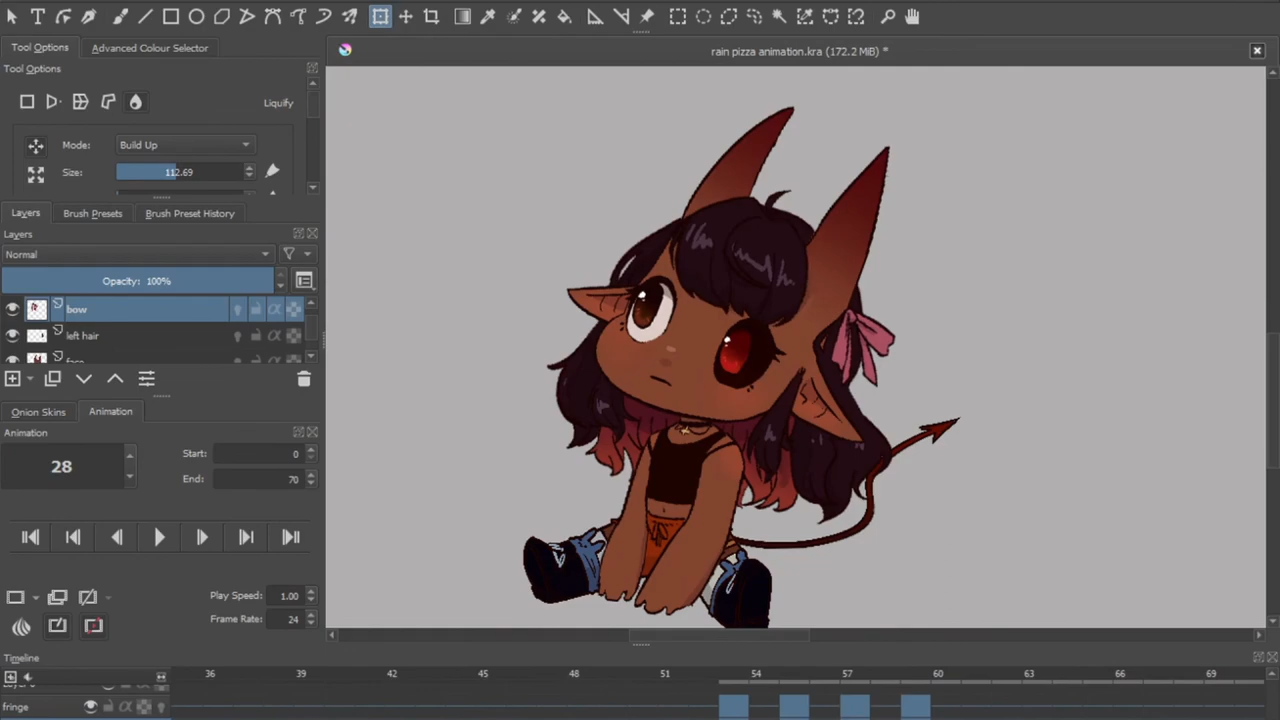 rain pizza animation.kra (172.2 MiB) *
Tool Options
Advanced Colour Selector
Tool Options
Liquify
Mode: Build Up
Size: 112.69
Layers
Brush Presets
Brush Preset History
Layers
Normal
Opacity: 100%
bow
left hair
face
Onion Skins
Animation
Animation
28
Start: 0
End: 70
Play Speed: 1.00
Frame Rate: 24
Timeline
36 39 42 45 48 51 54 57 60 63 66 69
fringe